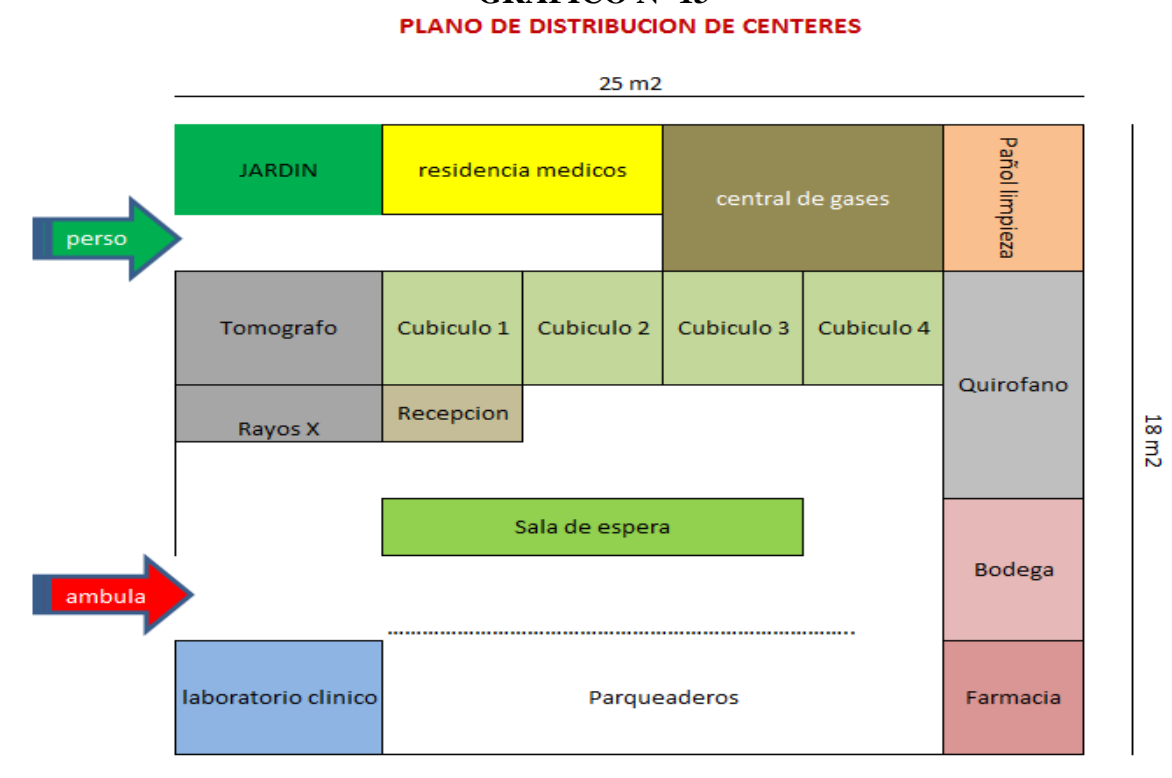 GRAFICO N° 13
PLANO DE DISTRIBUCION DE CENTERES
25 m2
JARDIN
residencia medicos
central de gases
Pañol limpieza
perso
Tomografo
Cubiculo 1
Cubiculo 2
Cubiculo 3
Cubiculo 4
Quirofano
Rayos X
Recepcion
18 m2
Sala de espera
Bodega
ambula
laboratorio clinico
Parqueaderos
Farmacia